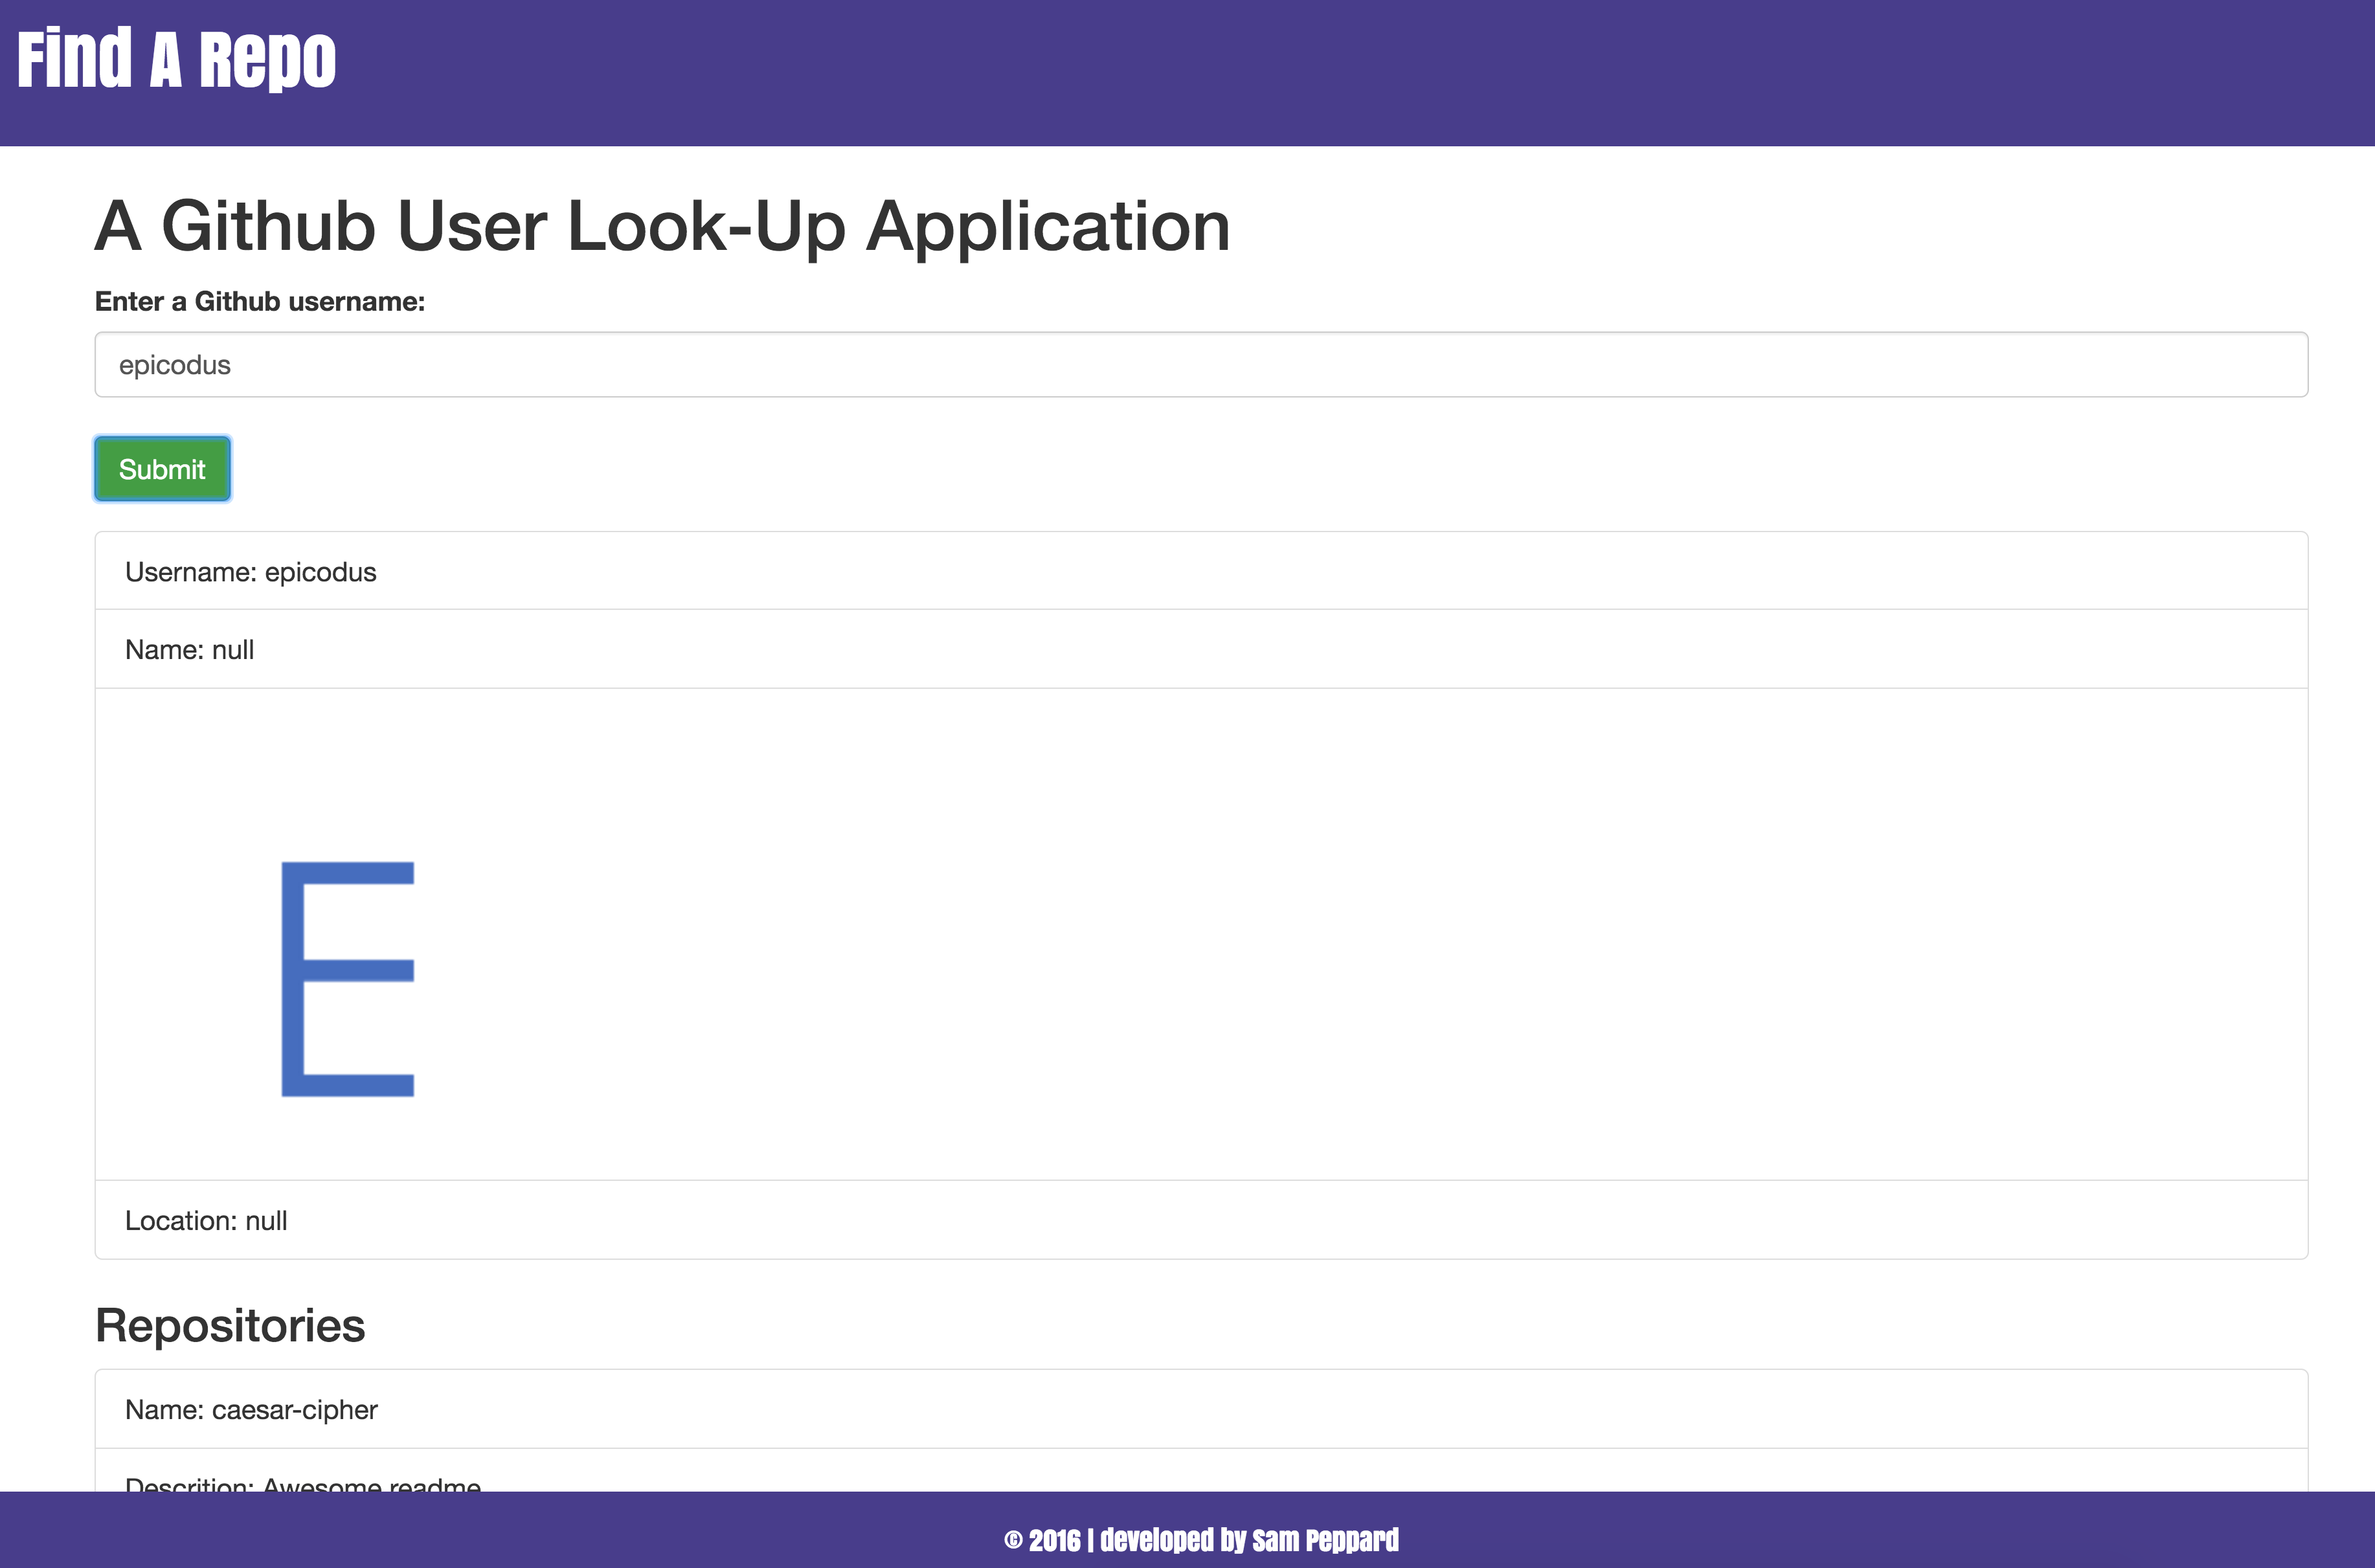 Find A Repo
A Github User Look-Up Application
Enter a Github username:
epicodus
Submit
Username: epicodus
Name: null
E
Location: null
Repositories
Name: caesar-cipher
Descrition: Awesome readme
© 2016 | developed by Sam Peppard